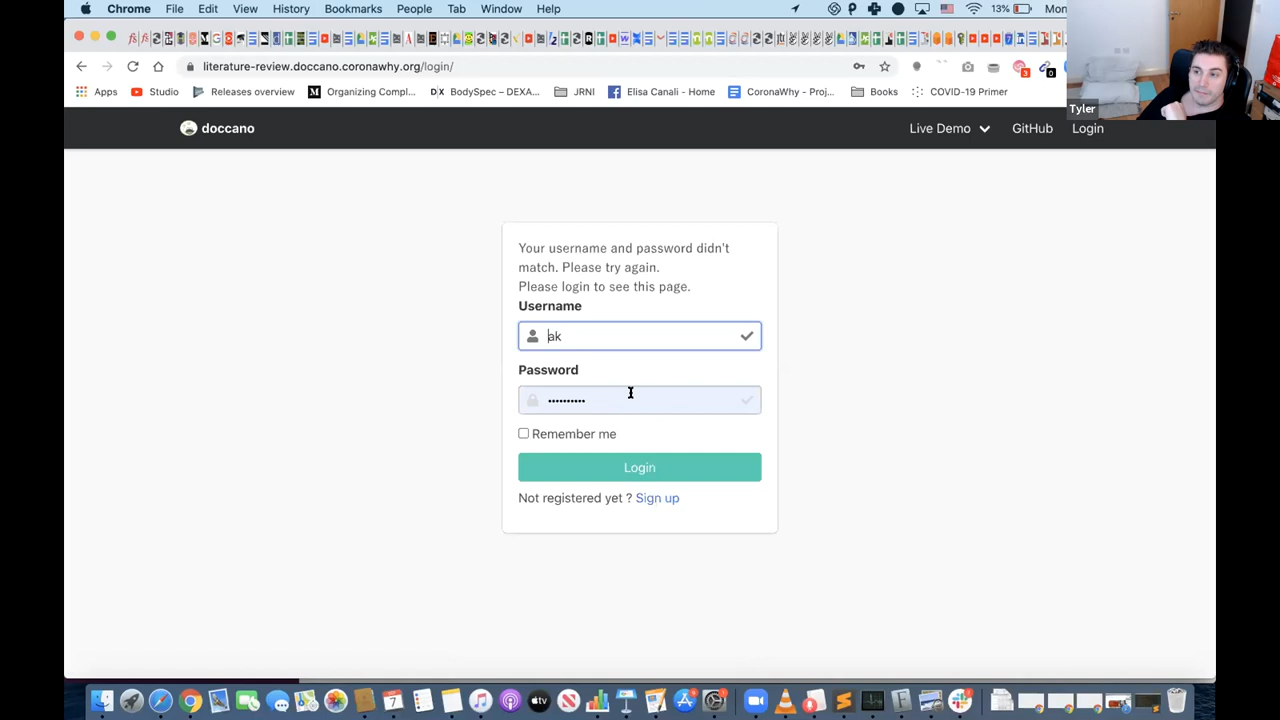 Chrome File Edit View History Bookmarks People Tab Window Help
13%
Mon
literature-review.doccano.coronawhy.org/login/
3
0
Apps Studio Releases overview Organizing Compl... BodySpec – DEXA... JRNI Elisa Canali - Home CoronaWhy - Proj... Books COVID-19 Primer
Tyler
doccano
Live Demo GitHub Login
Your username and password didn't
match. Please try again.
Please login to see this page.
Username
ak
Password
••••••••••
Remember me
Login
Not registered yet ? Sign up